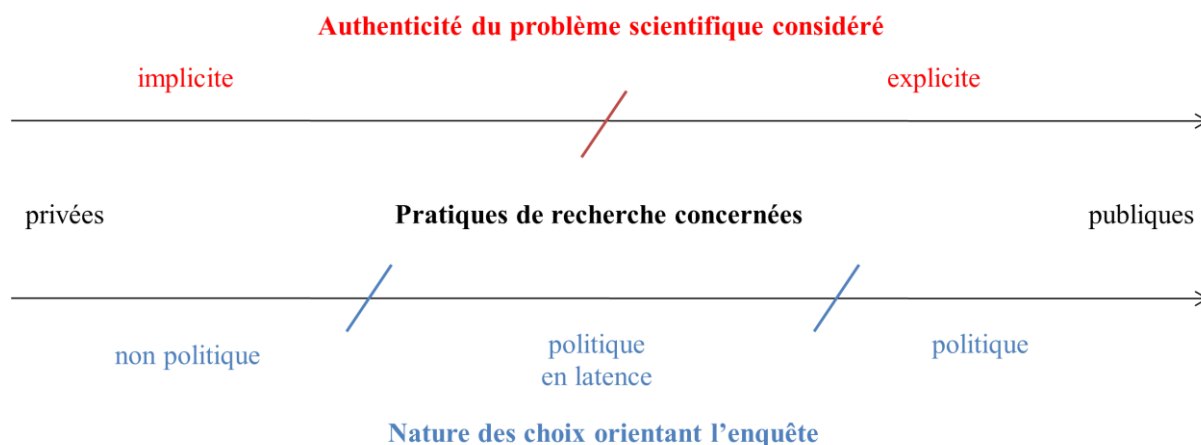 Authenticité du problème scientifique considéré
implicite explicite
privées Pratiques de recherche concernées publiques
non politique politique en latence politique
Nature des choix orientant l’enquête